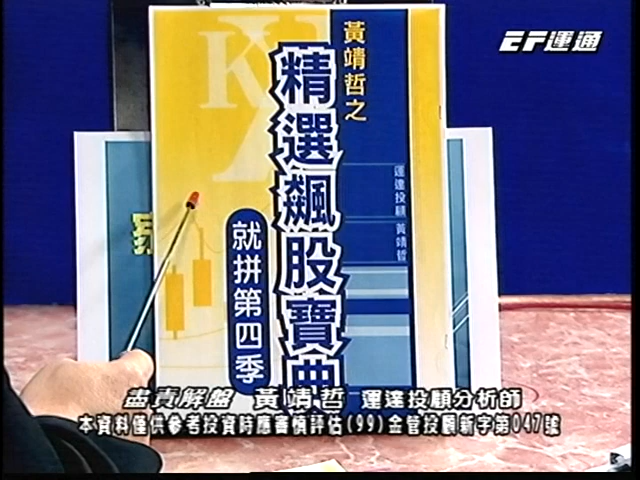 EF運通
黃靖哲之
精選飆股寶典
就拼第四季
運達投顧 黃靖哲
盡責解盤 黃靖哲 運達投顧分析師
本資料僅供參考投資時應審慎評估(99)金管投顧新字第047號